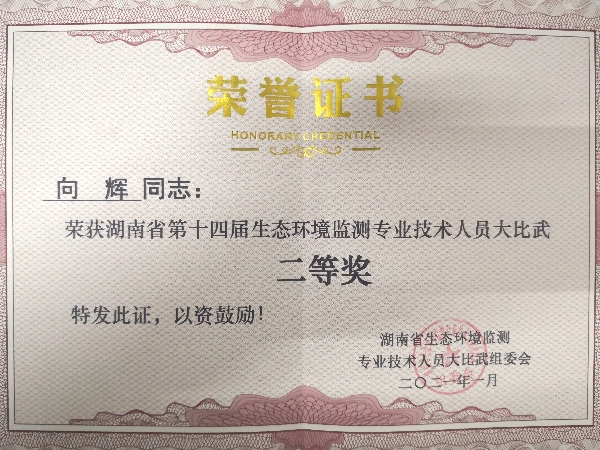 荣誉证书
HONORARY CREDENTIAL
向 辉 同志：
荣获湖南省第十四届生态环境监测专业技术人员大比武
二等奖
特发此证，以资鼓励！
湖南省生态环境监测
专业技术人员大比武组委会
二〇二一年一月